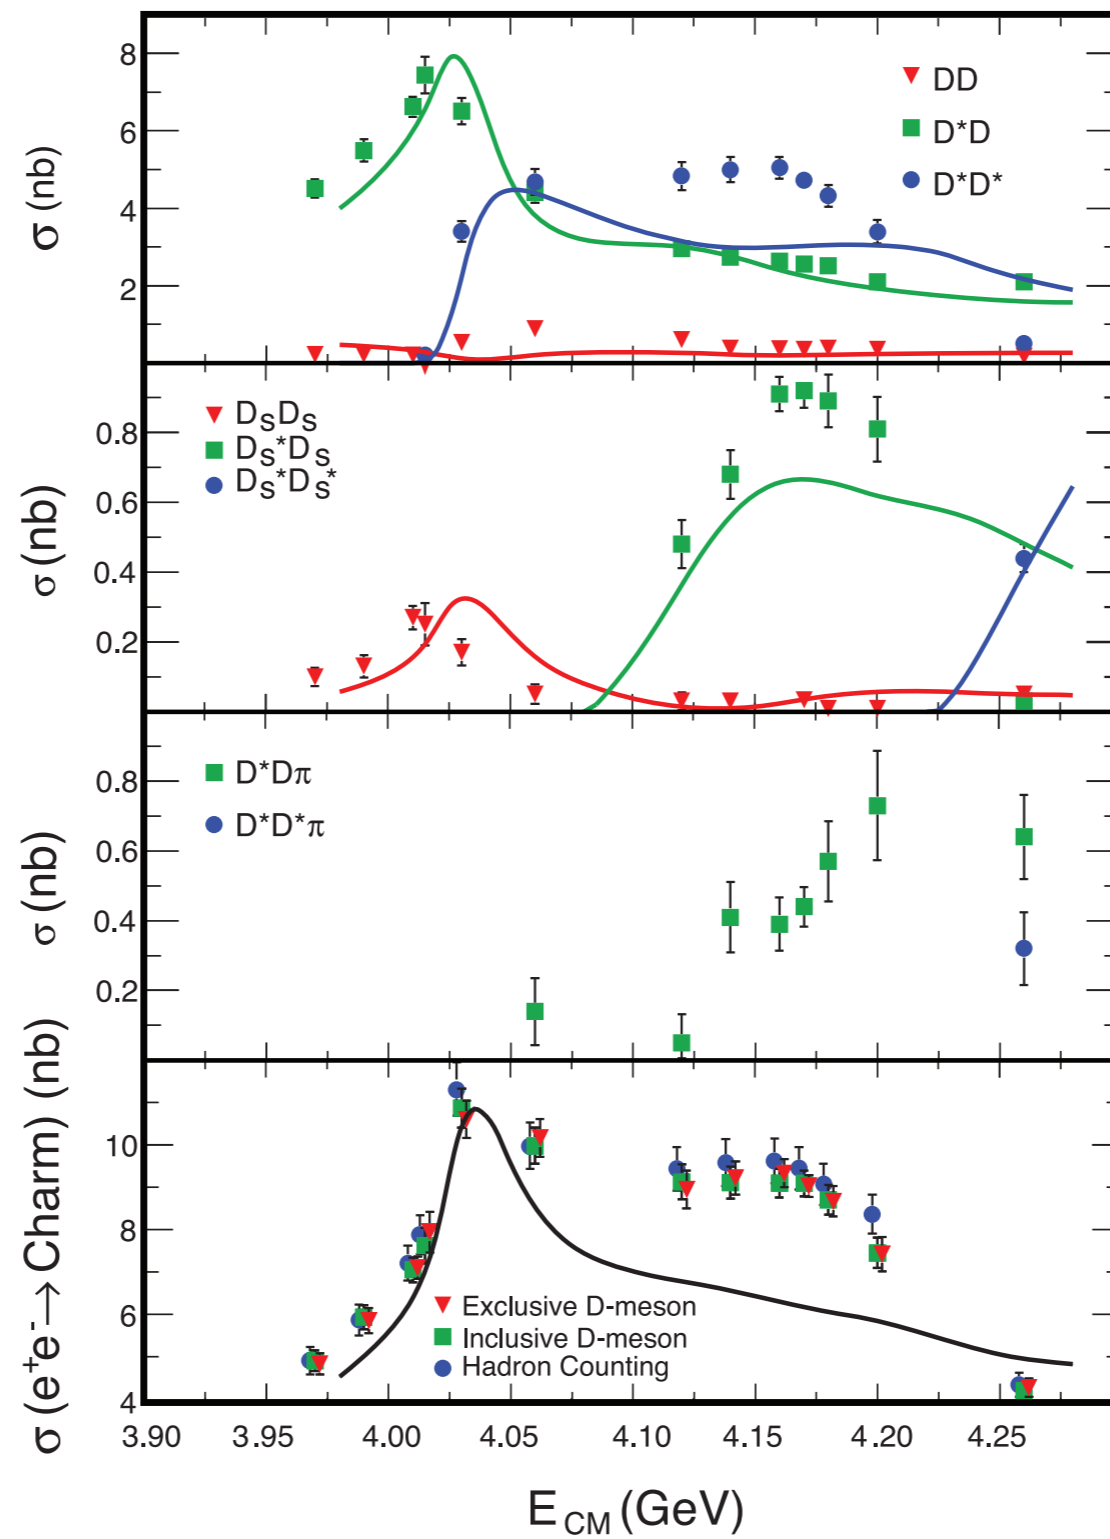 8
6
4
2
σ (nb)
DD
D*D
D*D*
0.8
0.6
0.4
0.2
σ (nb)
DSDS
DS*DS
DS*DS*
0.8
0.6
0.4
0.2
σ (nb)
D*Dπ
D*D*π
10
8
6
4
σ (e+e-→Charm) (nb)
Exclusive D-meson
Inclusive D-meson
Hadron Counting
3.90 3.95 4.00 4.05 4.10 4.15 4.20 4.25
ECM (GeV)